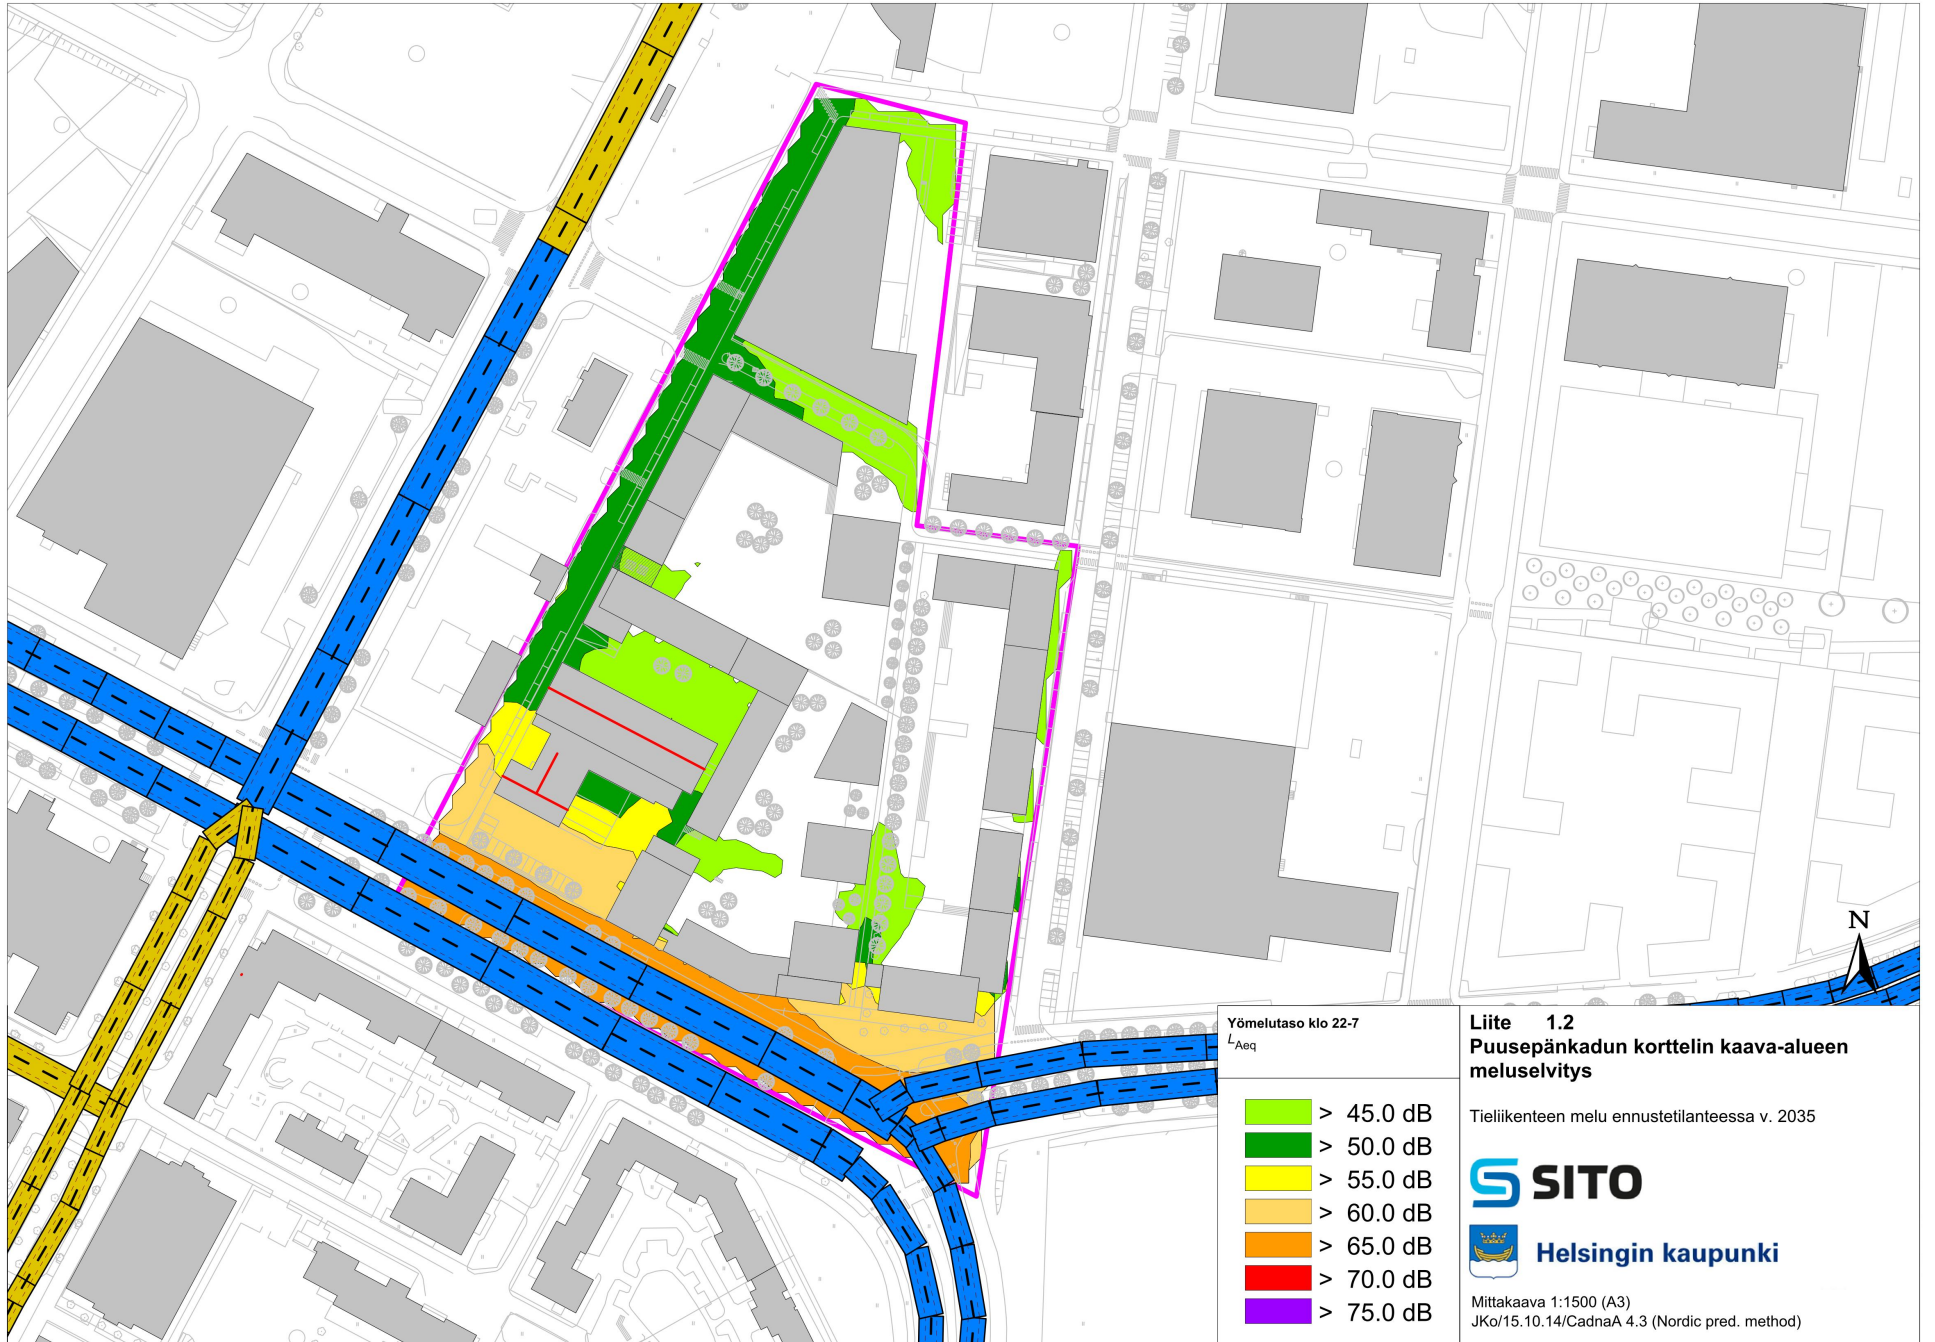 N
Yömelutaso klo 22-7
LAeq
> 45.0 dB
> 50.0 dB
> 55.0 dB
> 60.0 dB
> 65.0 dB
> 70.0 dB
> 75.0 dB
Liite 1.2
Puusepänkadun korttelin kaava-alueen
meluselvitys
Tieliikenteen melu ennustetilanteessa v. 2035
SITO
Helsingin kaupunki
Mittakaava 1:1500 (A3)
JKo/15.10.14/CadnaA 4.3 (Nordic pred. method)